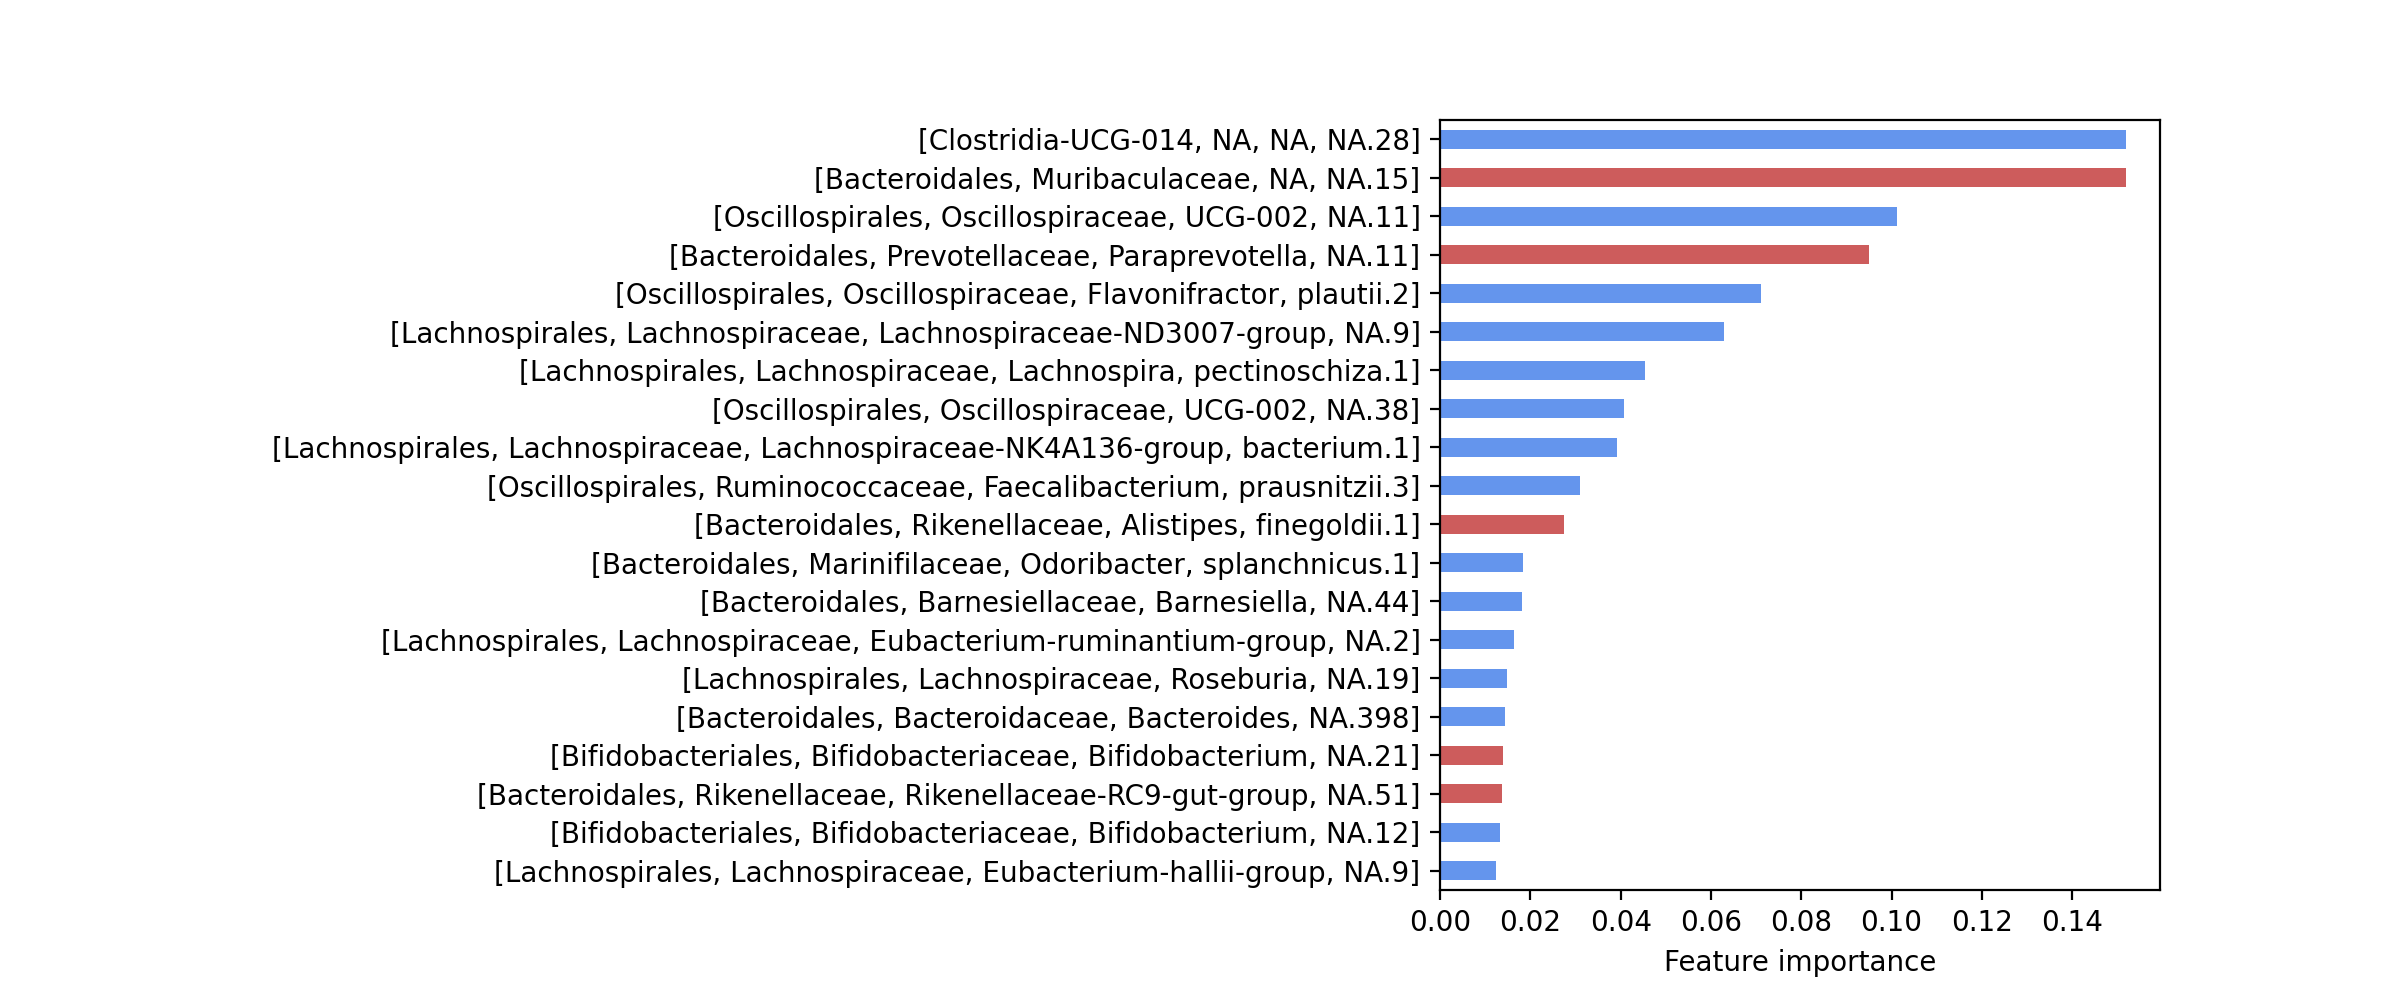 [Clostridia-UCG-014, NA, NA, NA.28]
[Bacteroidales, Muribaculaceae, NA, NA.15]
[Oscillospirales, Oscillospiraceae, UCG-002, NA.11]
[Bacteroidales, Prevotellaceae, Paraprevotella, NA.11]
[Oscillospirales, Oscillospiraceae, Flavonifractor, plautii.2]
[Lachnospirales, Lachnospiraceae, Lachnospiraceae-ND3007-group, NA.9]
[Lachnospirales, Lachnospiraceae, Lachnospira, pectinoschiza.1]
[Oscillospirales, Oscillospiraceae, UCG-002, NA.38]
[Lachnospirales, Lachnospiraceae, Lachnospiraceae-NK4A136-group, bacterium.1]
[Oscillospirales, Ruminococcaceae, Faecalibacterium, prausnitzii.3]
[Bacteroidales, Rikenellaceae, Alistipes, finegoldii.1]
[Bacteroidales, Marinifilaceae, Odoribacter, splanchnicus.1]
[Bacteroidales, Barnesiellaceae, Barnesiella, NA.44]
[Lachnospirales, Lachnospiraceae, Eubacterium-ruminantium-group, NA.2]
[Lachnospirales, Lachnospiraceae, Roseburia, NA.19]
[Bacteroidales, Bacteroidaceae, Bacteroides, NA.398]
[Bifidobacteriales, Bifidobacteriaceae, Bifidobacterium, NA.21]
[Bacteroidales, Rikenellaceae, Rikenellaceae-RC9-gut-group, NA.51]
[Bifidobacteriales, Bifidobacteriaceae, Bifidobacterium, NA.12]
[Lachnospirales, Lachnospiraceae, Eubacterium-hallii-group, NA.9]
0.00 0.02 0.04 0.06 0.08 0.10 0.12 0.14
Feature importance